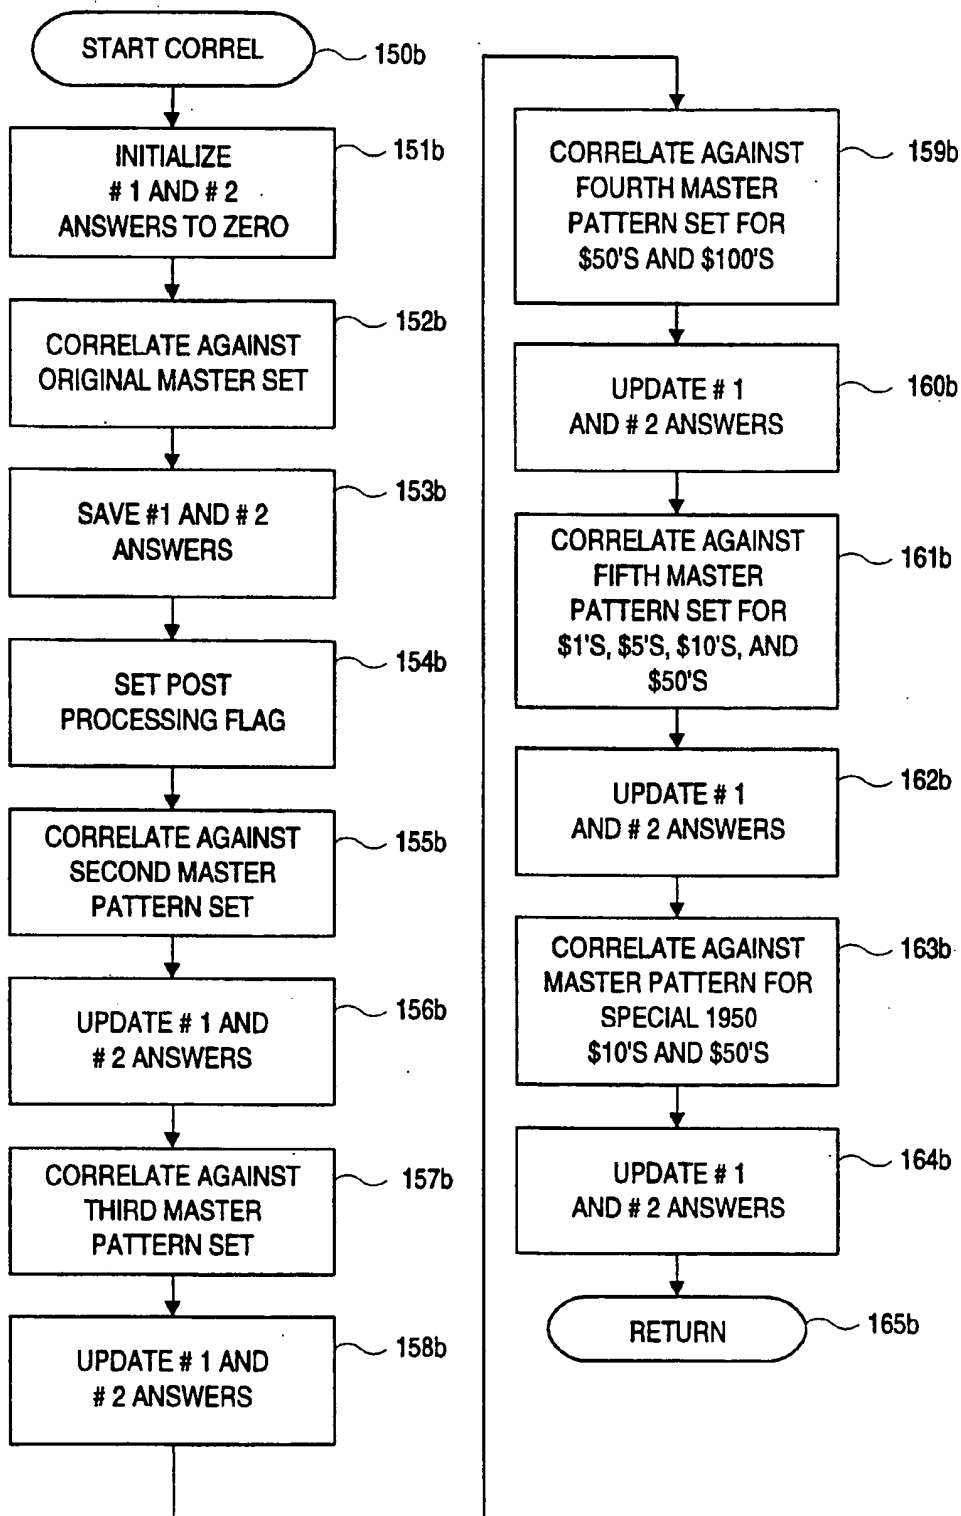 START CORREL
150b
INITIALIZE
# 1 AND # 2
ANSWERS TO ZERO
151b
CORRELATE AGAINST
ORIGINAL MASTER SET
152b
SAVE #1 AND # 2
ANSWERS
153b
SET POST
PROCESSING FLAG
154b
CORRELATE AGAINST
SECOND MASTER
PATTERN SET
155b
UPDATE # 1 AND
# 2 ANSWERS
156b
CORRELATE AGAINST
THIRD MASTER
PATTERN SET
157b
UPDATE # 1 AND
# 2 ANSWERS
158b
CORRELATE AGAINST
FOURTH MASTER
PATTERN SET FOR
$50'S AND $100'S
159b
UPDATE # 1
AND # 2 ANSWERS
160b
CORRELATE AGAINST
FIFTH MASTER
PATTERN SET FOR
$1'S, $5'S, $10'S, AND
$50'S
161b
UPDATE # 1
AND # 2 ANSWERS
162b
CORRELATE AGAINST
MASTER PATTERN FOR
SPECIAL 1950
$10'S AND $50'S
163b
UPDATE # 1
AND # 2 ANSWERS
164b
RETURN
165b